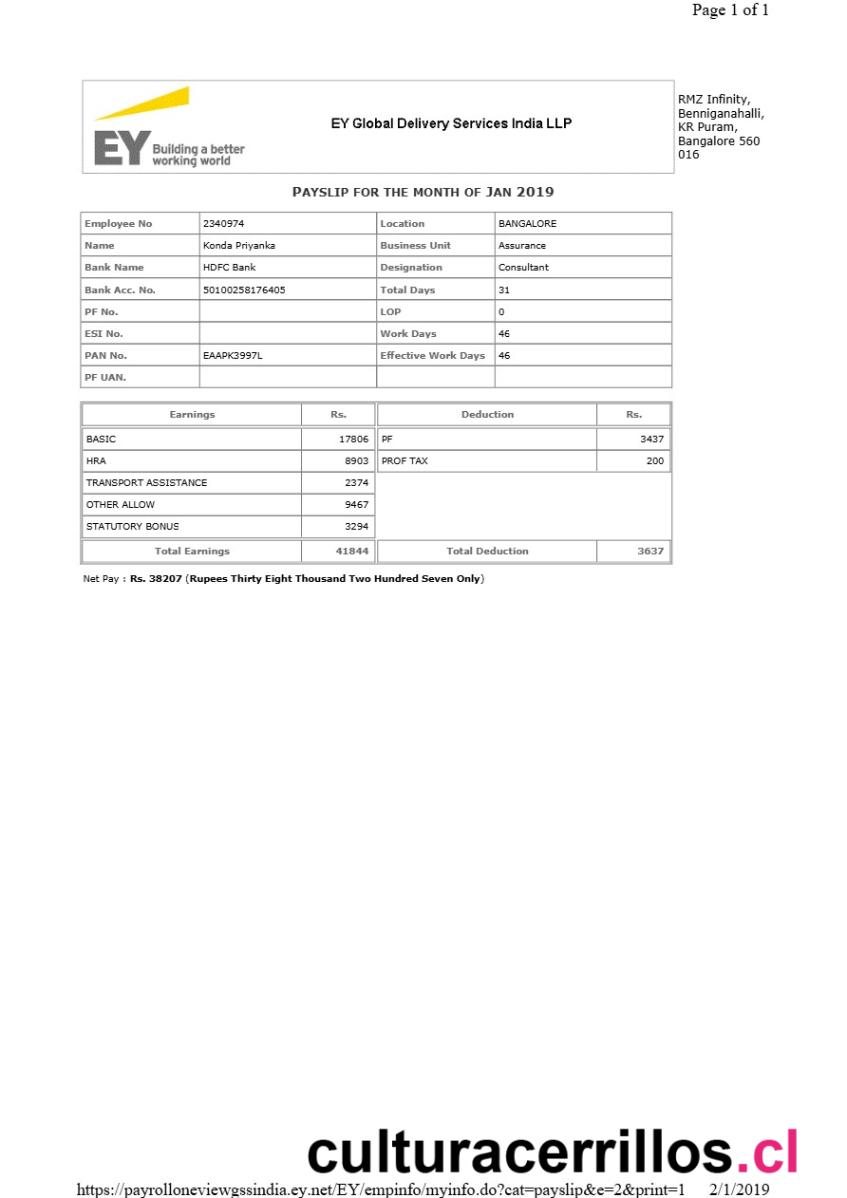 Page 1 of 1
EY Building a better
working world
EY Global Delivery Services India LLP
RMZ Infinity,
Benniganahalli,
KR Puram,
Bangalore 560
016
PAYSLIP FOR THE MONTH OF JAN 2019
Employee No 2340974 Location BANGALORE
Name Konda Priyanka Business Unit Assurance
Bank Name HDFC Bank Designation Consultant
Bank Acc. No. 50100258176405 Total Days 31
PF No. LOP 0
ESI No. Work Days 46
PAN No. EAAPK3997L Effective Work Days 46
PF UAN.
Earnings Rs. Deduction Rs.
BASIC 17806 PF 3437
HRA 8903 PROF TAX 200
TRANSPORT ASSISTANCE 2374
OTHER ALLOW 9467
STATUTORY BONUS 3294
Total Earnings 41844 Total Deduction 3637
Net Pay : Rs. 38207 (Rupees Thirty Eight Thousand Two Hundred Seven Only)
culturacerrillos.cl
https://payrolloneviewgssindia.ey.net/EY/empinfo/myinfo.do?cat=payslip&e=2&print=1 2/1/2019